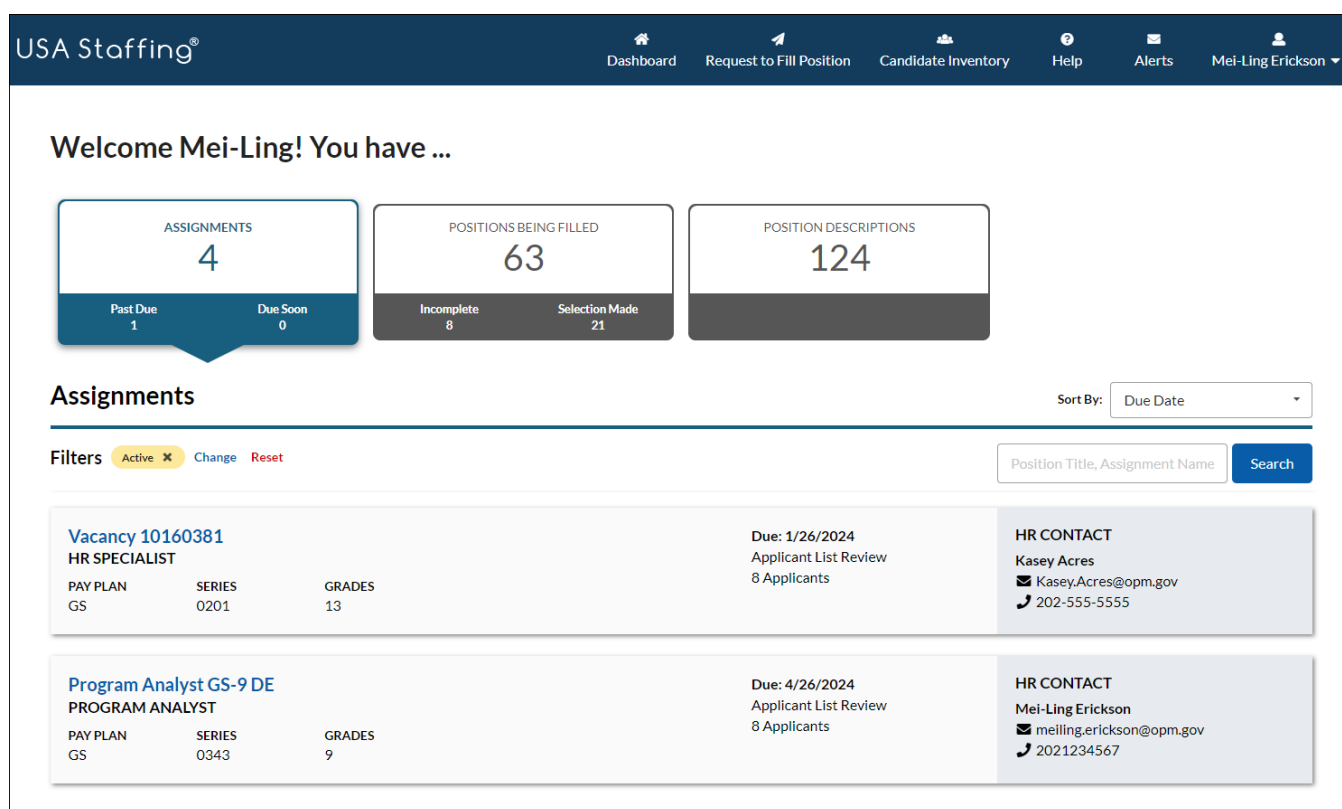 USA Staffing®
Dashboard
Request to Fill Position
Candidate Inventory
Help
Alerts
Mei-Ling Erickson
Welcome Mei-Ling! You have ...
ASSIGNMENTS
4
Past Due
1
Due Soon
0
POSITIONS BEING FILLED
63
Incomplete
8
Selection Made
21
POSITION DESCRIPTIONS
124
Assignments
Sort By: Due Date
Filters Active Change Reset
Position Title, Assignment Name
Search
Vacancy 10160381
HR SPECIALIST
PAY PLAN SERIES GRADES
GS 0201 13
Due: 1/26/2024
Applicant List Review
8 Applicants
HR CONTACT
Kasey Acres
Kasey.Acres@opm.gov
202-555-5555
Program Analyst GS-9 DE
PROGRAM ANALYST
PAY PLAN SERIES GRADES
GS 0343 9
Due: 4/26/2024
Applicant List Review
8 Applicants
HR CONTACT
Mei-Ling Erickson
meiling.erickson@opm.gov
2021234567